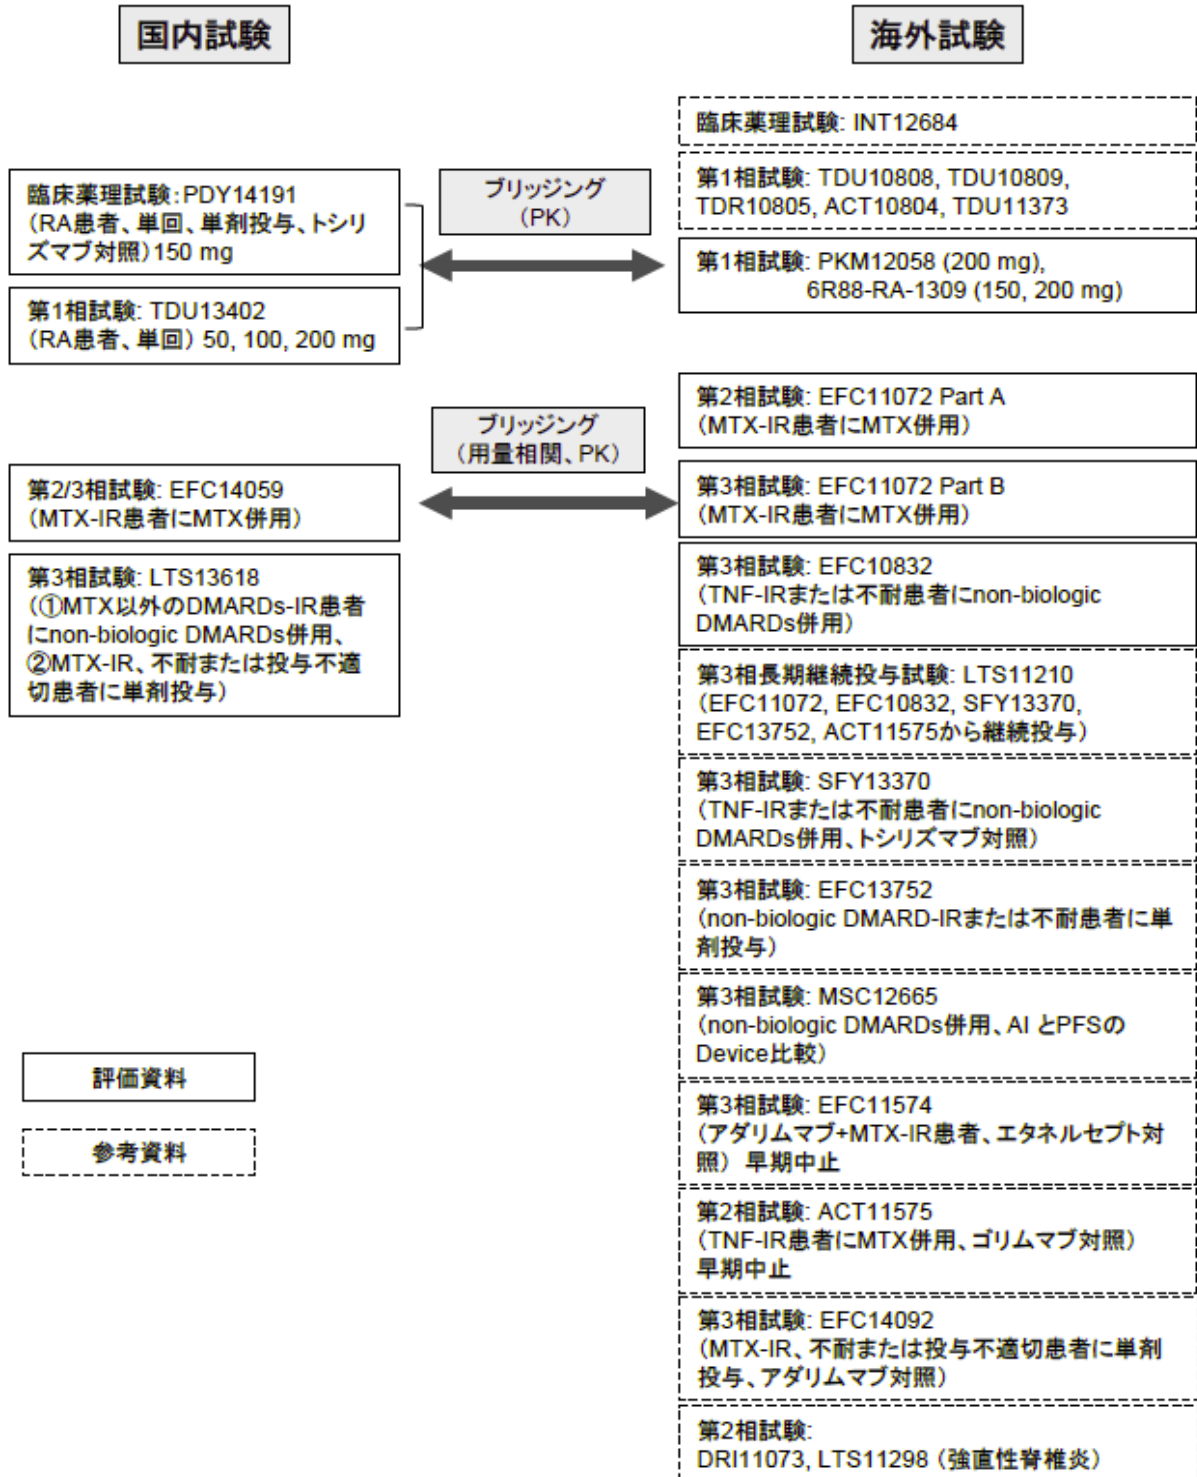 国内試験
海外試験
臨床薬理試験: INT12684
臨床薬理試験:PDY14191
(RA患者、単回、単剤投与、トシリ
ズマブ対照)150 mg
第1相試験: TDU13402
(RA患者、単回) 50, 100, 200 mg
ブリッジング
(PK)
第1相試験: TDU10808, TDU10809,
TDR10805, ACT10804, TDU11373
第1相試験: PKM12058 (200 mg),
6R88-RA-1309 (150, 200 mg)
第2相試験: EFC11072 Part A
(MTX-IR患者にMTX併用)
ブリッジング
(用量相関、PK)
第2/3相試験: EFC14059
(MTX-IR患者にMTX併用)
第3相試験: LTS13618
(①MTX以外のDMARDs-IR患者
にnon-biologic DMARDs併用、
②MTX-IR、不耐または投与不適
切患者に単剤投与)
第3相試験: EFC11072 Part B
(MTX-IR患者にMTX併用)
第3相試験: EFC10832
(TNF-IRまたは不耐患者にnon-biologic
DMARDs併用)
第3相長期継続投与試験: LTS11210
(EFC11072, EFC10832, SFY13370,
EFC13752, ACT11575から継続投与)
第3相試験: SFY13370
(TNF-IRまたは不耐患者にnon-biologic
DMARDs併用、トシリズマブ対照)
第3相試験: EFC13752
(non-biologic DMARD-IRまたは不耐患者に単
剤投与)
第3相試験: MSC12665
(non-biologic DMARDs併用、AI とPFSの
Device比較)
第3相試験: EFC11574
(アダリムマブ+MTX-IR患者、エタネルセプト対
照) 早期中止
第2相試験: ACT11575
(TNF-IR患者にMTX併用、ゴリムマブ対照)
早期中止
第3相試験: EFC14092
(MTX-IR、不耐または投与不適切患者に単剤
投与、アダリムマブ対照)
第2相試験:
DRI11073, LTS11298 (強直性脊椎炎)
評価資料
参考資料